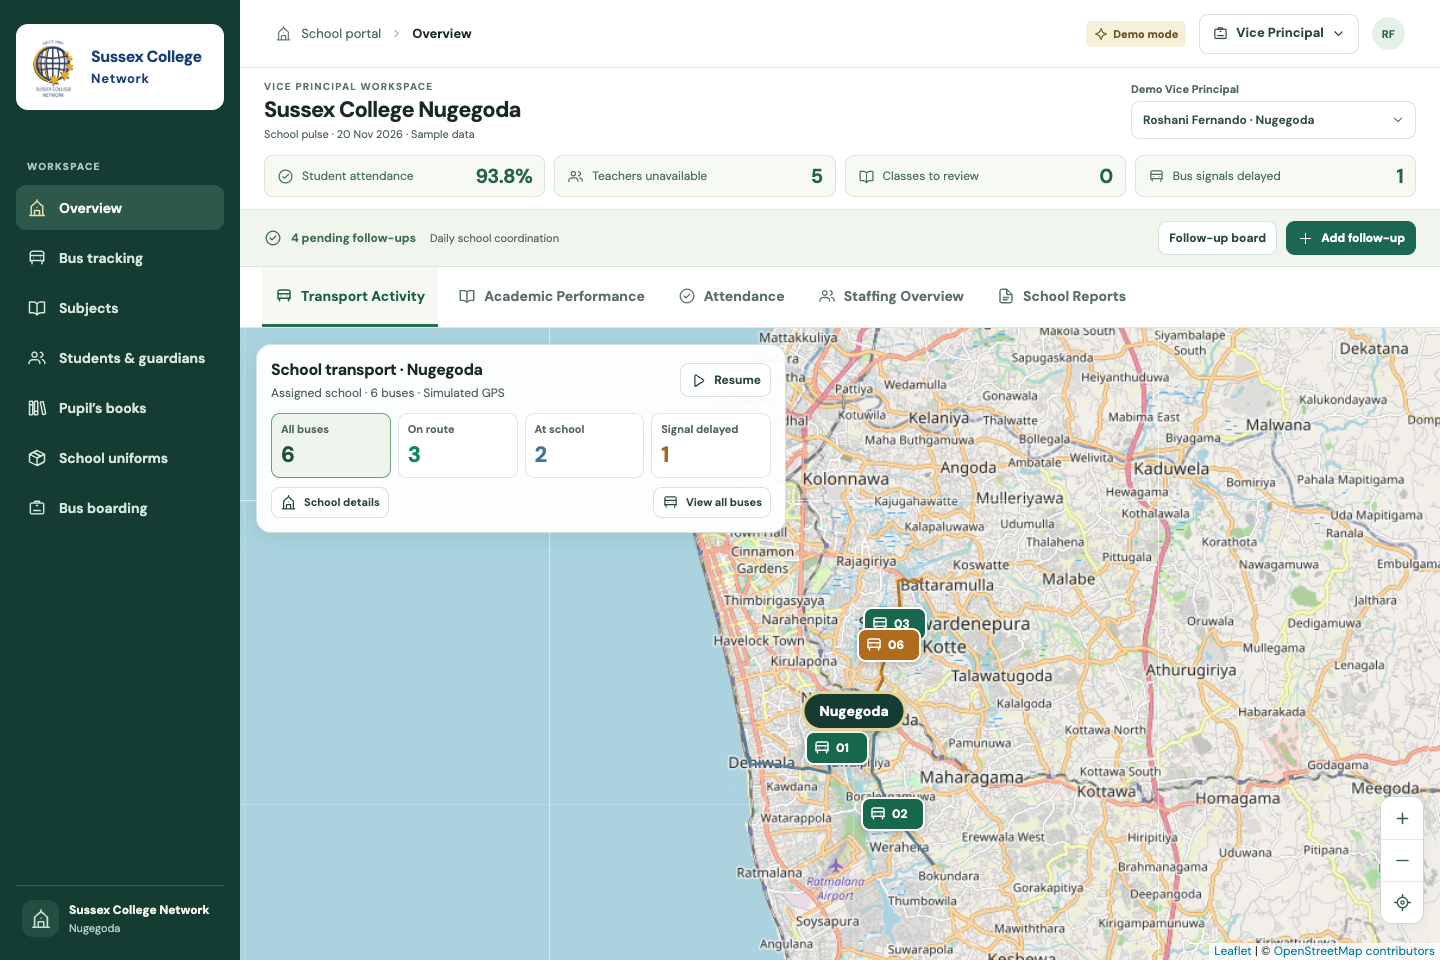 Sussex College
Network
School portal
Overview
Demo mode
Vice Principal
RF
WORKSPACE
Overview
Bus tracking
Subjects
Students & guardians
Pupil's books
School uniforms
Bus boarding
Sussex College Network
Nugegoda
VICE PRINCIPAL WORKSPACE
Sussex College Nugegoda
School pulse · 20 Nov 2026 · Sample data
Demo Vice Principal
Roshani Fernando · Nugegoda
Student attendance 93.8%
Teachers unavailable 5
Classes to review 0
Bus signals delayed 1
4 pending follow-ups Daily school coordination
Follow-up board
Add follow-up
Transport Activity
Academic Performance
Attendance
Staffing Overview
School Reports
School transport · Nugegoda
Assigned school · 6 buses · Simulated GPS
Resume
All buses
6
On route
3
At school
2
Signal delayed
1
School details
View all buses
Mattakkuliya
Makola South
Siyambalape
South
Dekatana
Sapugaskanda
Heiyanthuduwa
Pattiya
Wedamulla
Gonawala
Kalukondayawa
Kotuwila
Kelaniya
Mabima East
Malwana
Maha Buthgamuwa
Bollegala
Biyagama
Angoda
Ambatale
Welivita
Kaduwela
Kolonnawa
Mulleriyawa
Hewagama
Bomiriya
Pahala Mapitigama
Kajugahawatte
Kothalawala
Uda Mapitigama
Kalapaluwawa
Udumulla
Ranala
Thalahena
Korathota
Cinnamon
Gardens
Rajagiriya
Koswatte
Pittugala
Nawagamuwa
Embulgama
Battaramulla
Malabe
Thimbirigasyaya
Jalthara
Narahenpita
Oruwala
Dedigamuwa
03
06
Kotte
Havelock Town
Mullegama
Kirulapona
Lenagala
Talawatugoda
Athurugiriya
Kalalgoda
Habarakada
Nugegoda
Kottawa North
Pamunuwa
01
Godagama
Maharagama
Kottawa South
Kawdana
Kottawa
Homagama
Meegoda
02
Watarappola
Erewwala West
Hiripitiya
Pitipana
Werahera
Uduwana
Ratmalana
Brahmanagama
Bokundara
Ratmalana
Airport
Gorakapitiya
Deepangoda
Thumbowila
Soysapura
Mawiththara
Kirigampamunuwa
Angulana
Suwarapola
Leaflet | © OpenStreetMap contributors